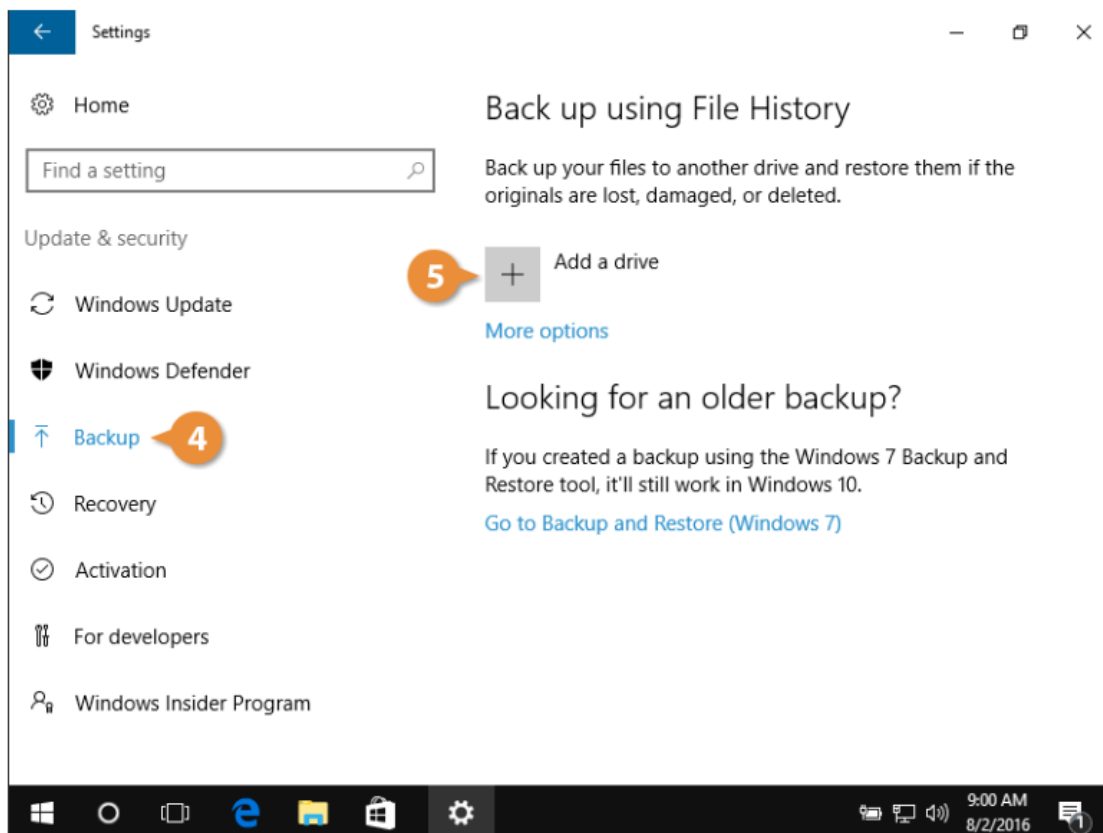 Settings
Home
Find a setting
Update & security
Windows Update
Windows Defender
Backup
4
Recovery
Activation
For developers
Windows Insider Program
Back up using File History
Back up your files to another drive and restore them if the
originals are lost, damaged, or deleted.
5
Add a drive
More options
Looking for an older backup?
If you created a backup using the Windows 7 Backup and
Restore tool, it'll still work in Windows 10.
Go to Backup and Restore (Windows 7)
9:00 AM
8/2/2016
1